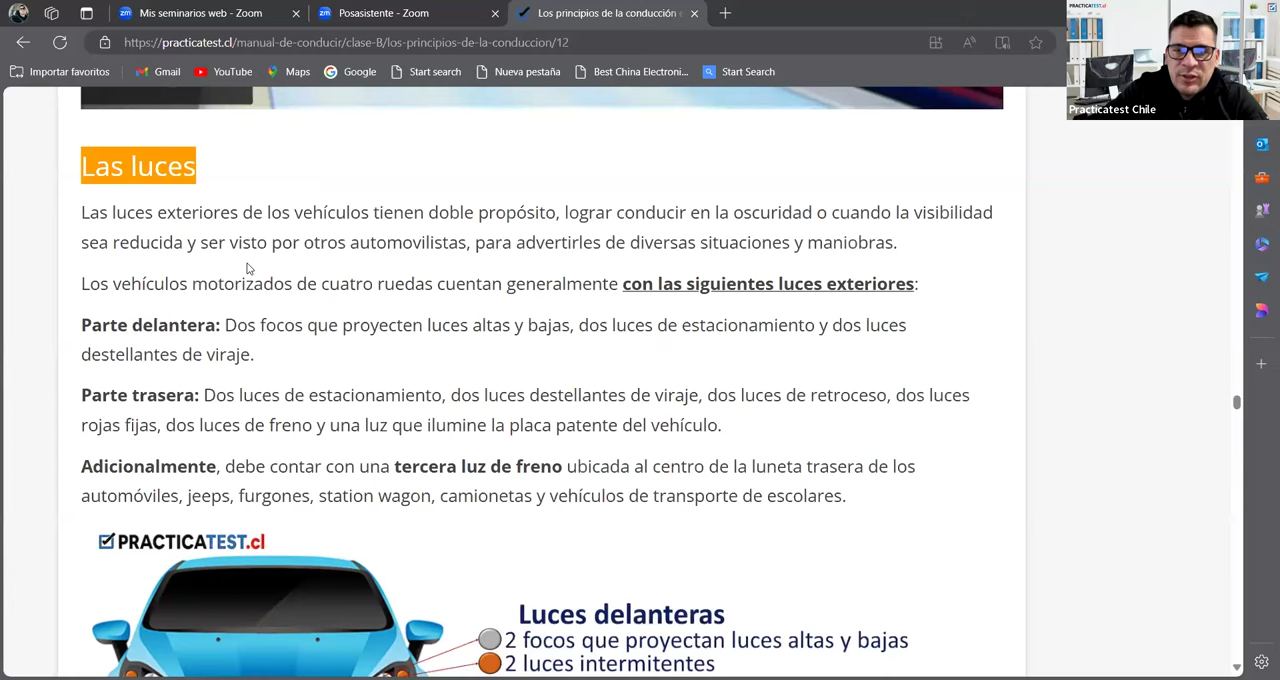 Mis seminarios web - Zoom
Posasistente - Zoom
Los principios de la conducción e
https://practicatest.cl/manual-de-conducir/clase-B/los-principios-de-la-conduccion/12
Importar favoritos
Gmail
YouTube
Maps
Google
Start search
Nueva pestaña
Best China Electroni...
Start Search
PRACTICATEST.cl
Practicatest Chile
Las luces
Las luces exteriores de los vehículos tienen doble propósito, lograr conducir en la oscuridad o cuando la visibilidad
sea reducida y ser visto por otros automovilistas, para advertirles de diversas situaciones y maniobras.
Los vehículos motorizados de cuatro ruedas cuentan generalmente con las siguientes luces exteriores:
Parte delantera: Dos focos que proyecten luces altas y bajas, dos luces de estacionamiento y dos luces
destellantes de viraje.
Parte trasera: Dos luces de estacionamiento, dos luces destellantes de viraje, dos luces de retroceso, dos luces
rojas fijas, dos luces de freno y una luz que ilumine la placa patente del vehículo.
Adicionalmente, debe contar con una tercera luz de freno ubicada al centro de la luneta trasera de los
automóviles, jeeps, furgones, station wagon, camionetas y vehículos de transporte de escolares.
PRACTICATEST.cl
Luces delanteras
2 focos que proyectan luces altas y bajas
2 luces intermitentes